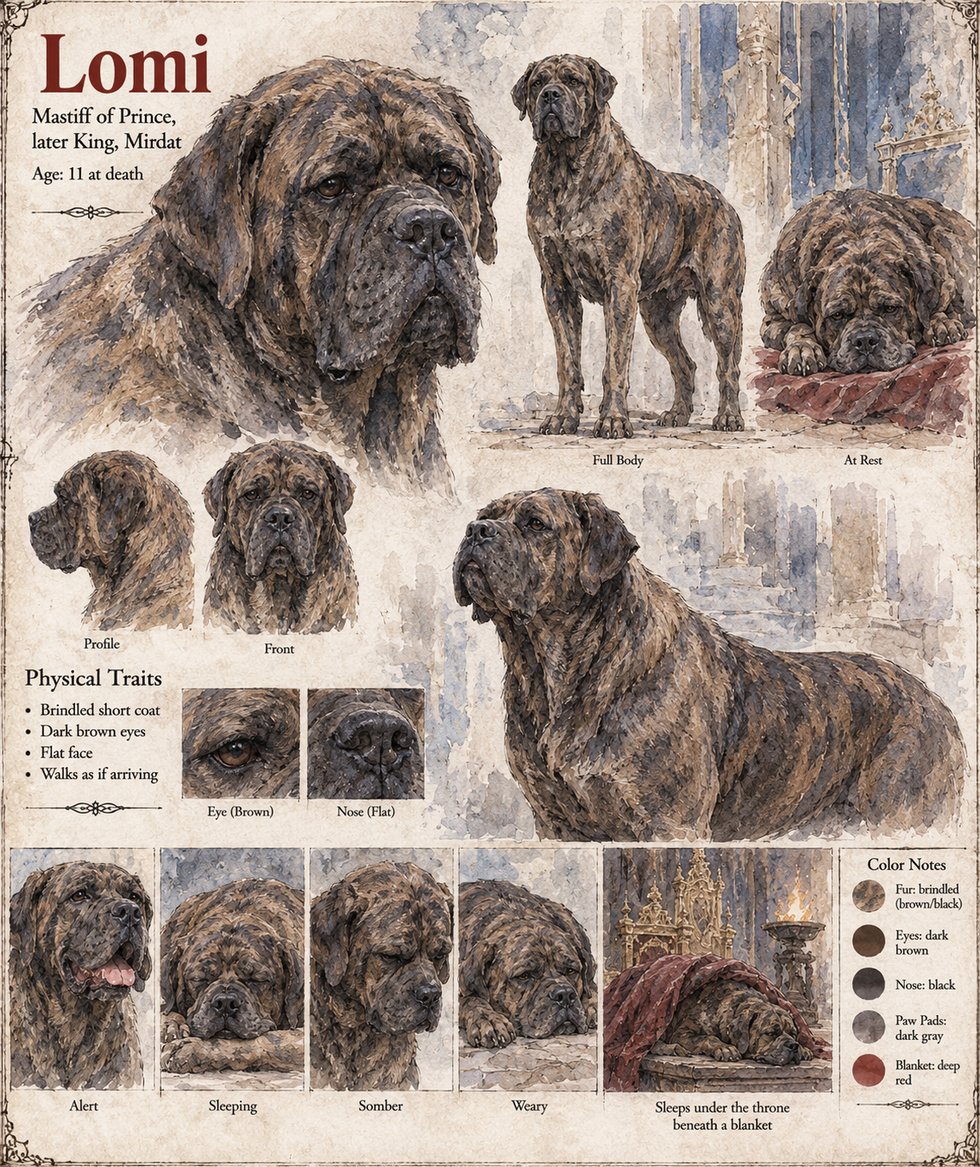 Lomi
Mastiff of Prince,
later King, Mirdat
Age: 11 at death
Full Body
At Rest
Profile
Front
Physical Traits
• Brindled short coat
• Dark brown eyes
• Flat face
• Walks as if arriving
Eye (Brown)
Nose (Flat)
Alert
Sleeping
Somber
Weary
Sleeps under the throne
beneath a blanket
Color Notes
Fur: brindled
(brown/black)
Eyes: dark
brown
Nose: black
Paw Pads:
dark gray
Blanket: deep
red